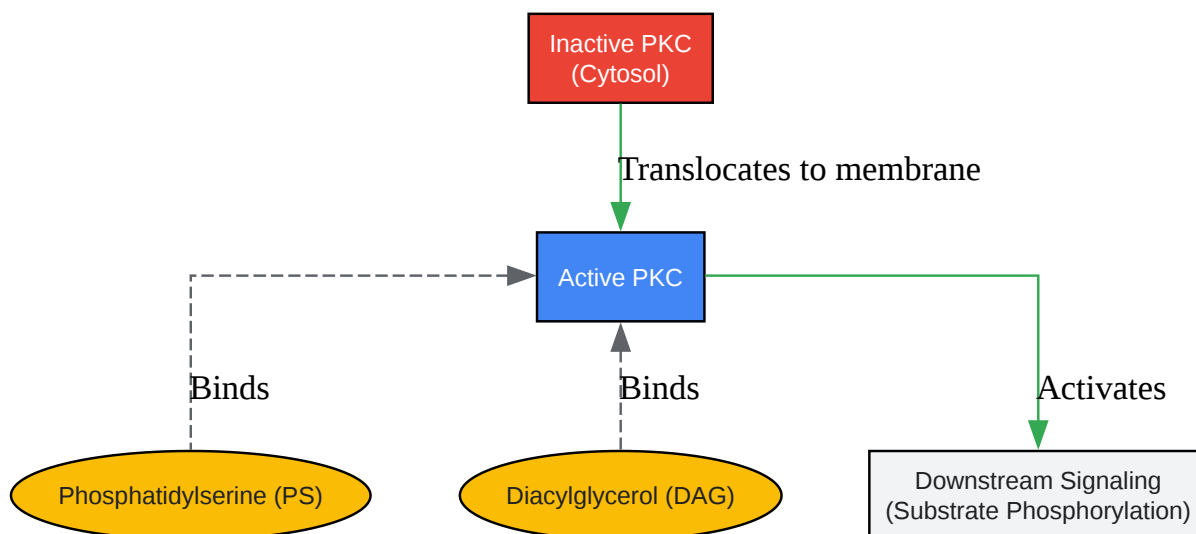 Inactive PKC
(Cytosol)
Translocates to membrane
Active PKC
Binds
Binds
Activates
Phosphatidylserine (PS)
Diacylglycerol (DAG)
Downstream Signaling
(Substrate Phosphorylation)